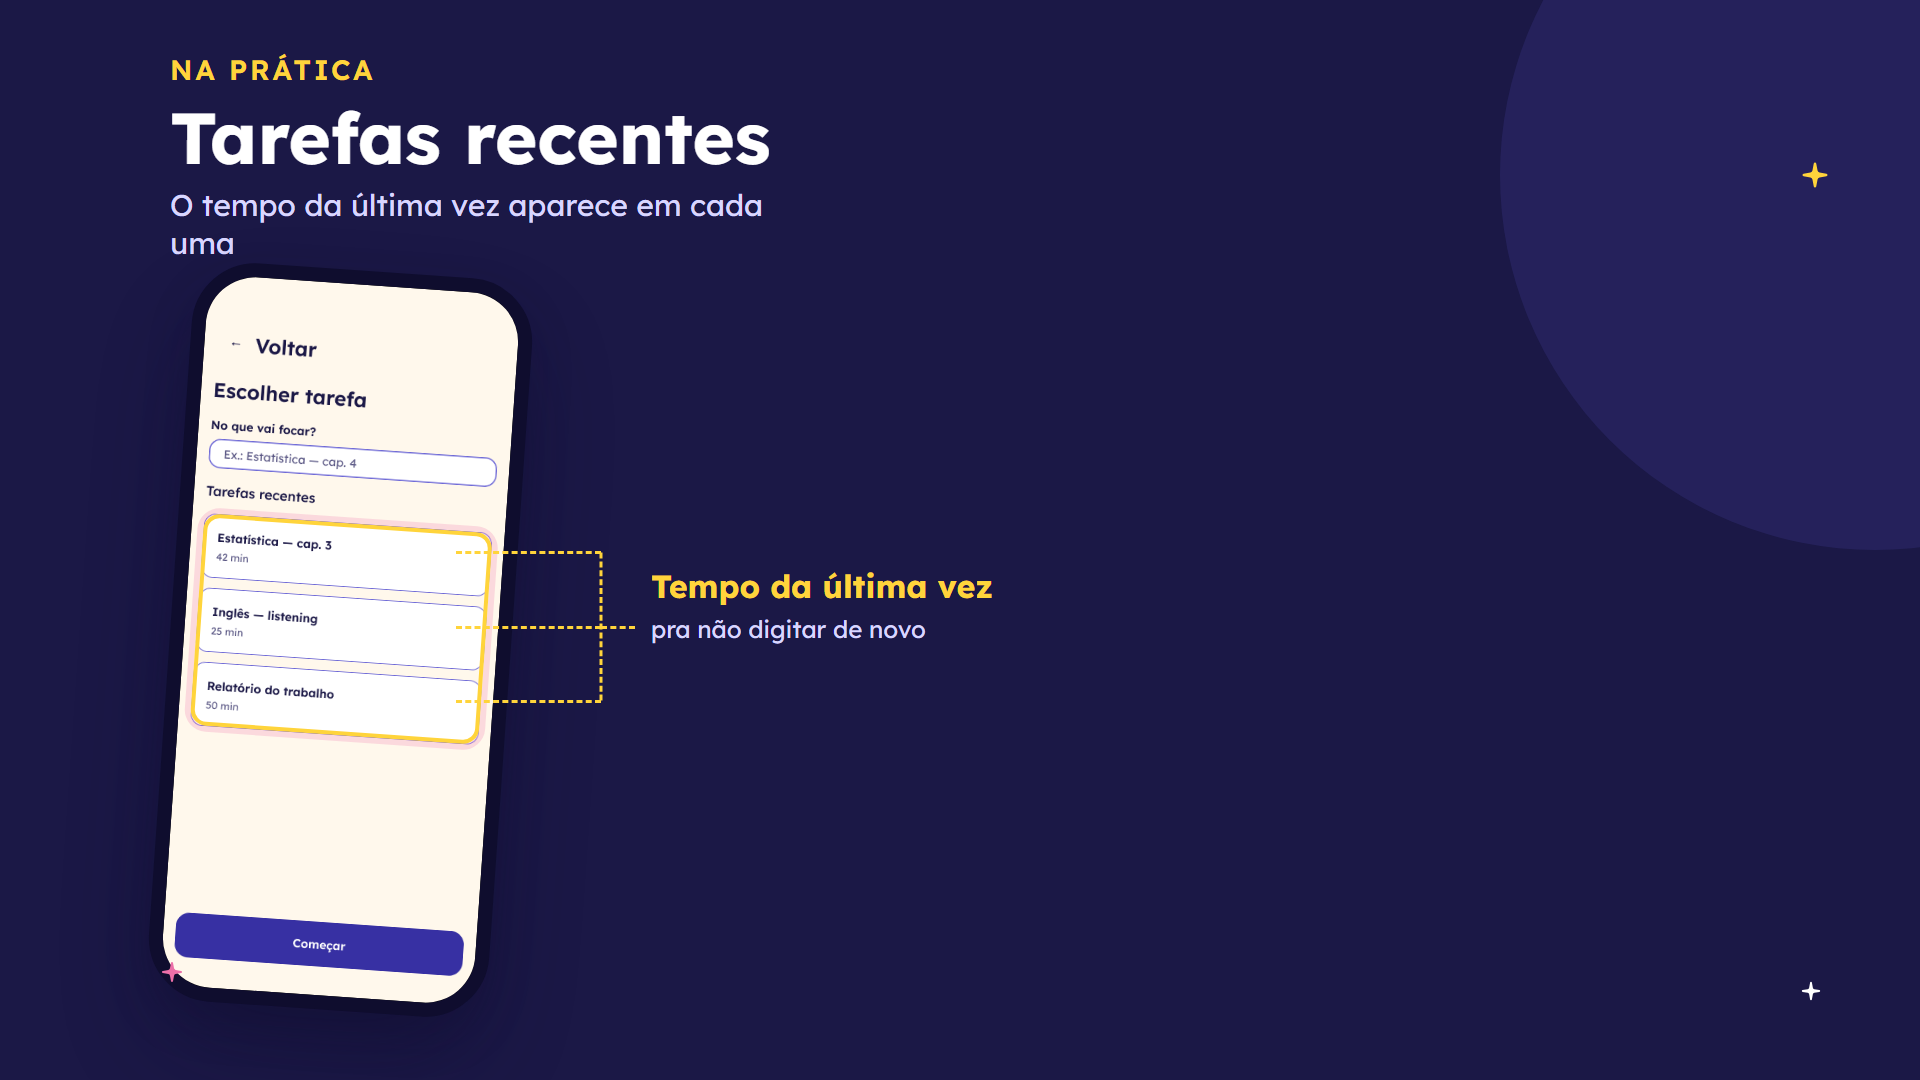 NA PRÁTICA
Tarefas recentes
O tempo da última vez aparece em cada
uma
← Voltar
Escolher tarefa
No que vai focar?
Ex.: Estatística — cap. 4
Tarefas recentes
Estatística — cap. 3
42 min
Inglês — listening
25 min
Relatório do trabalho
50 min
Começar
Tempo da última vez
pra não digitar de novo